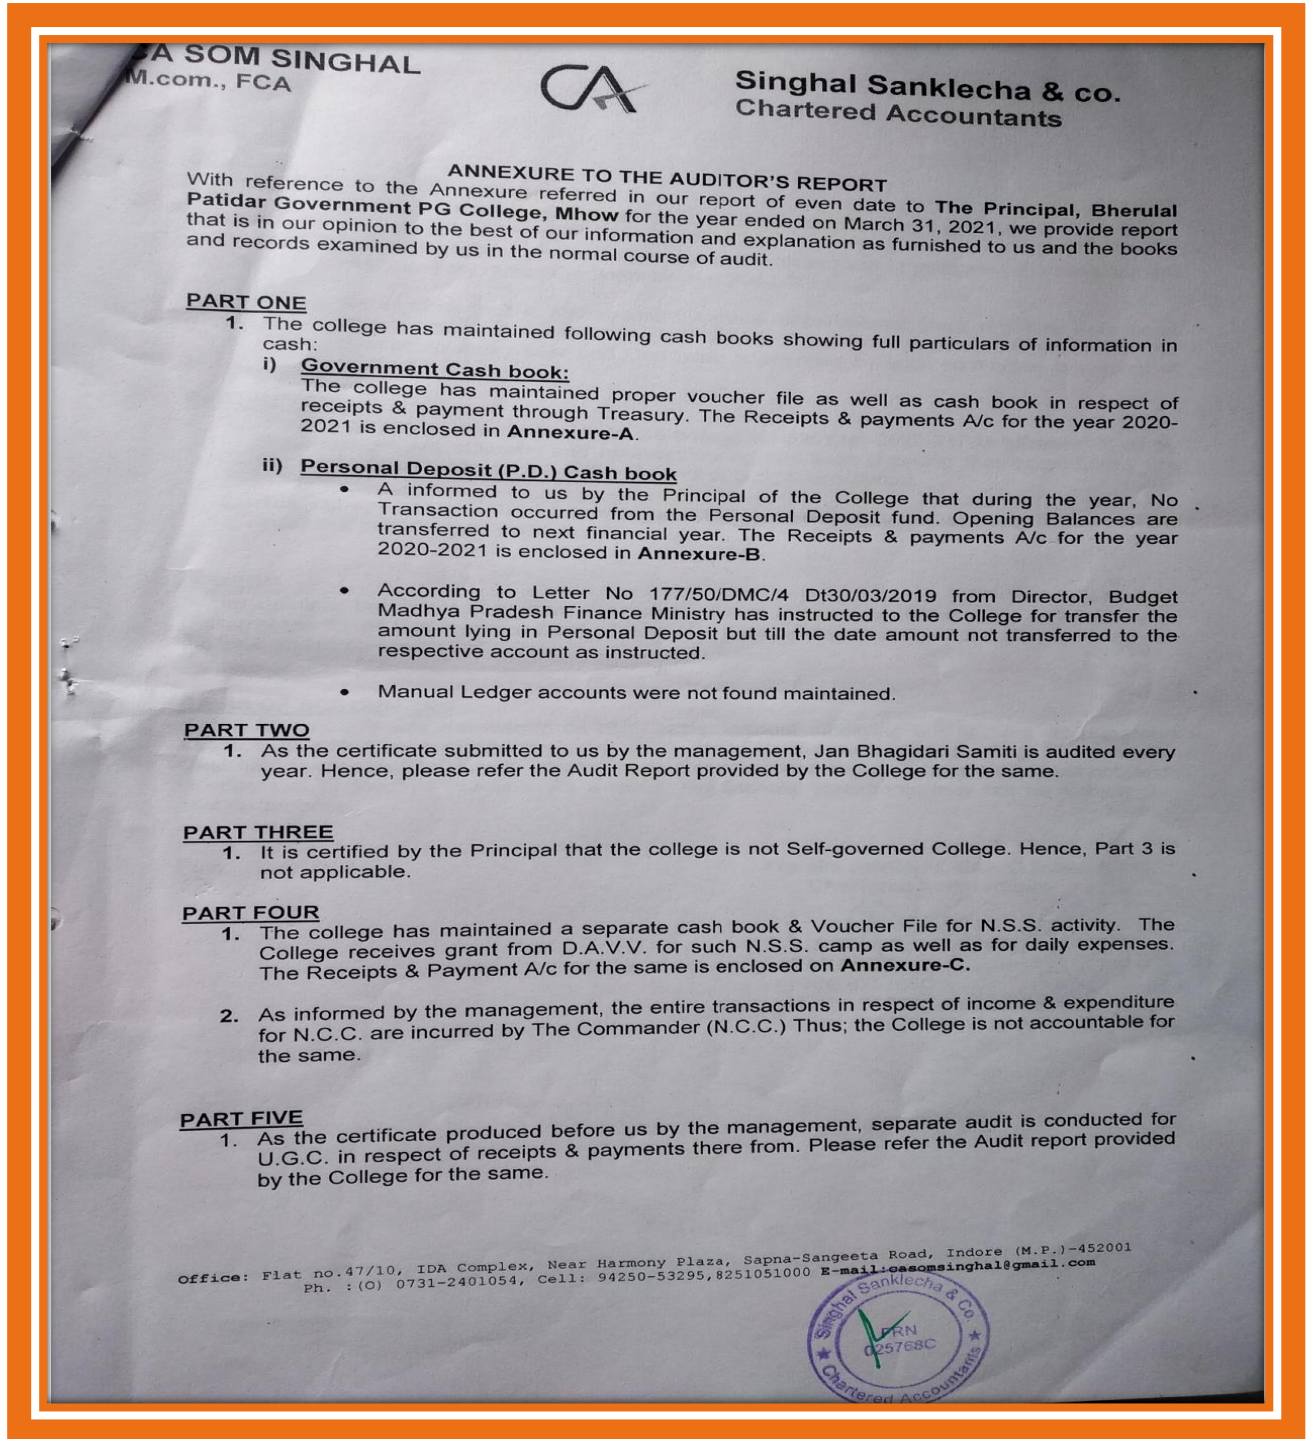 CA SOM SINGHAL
M.com., FCA
CA
Singhal Sanklecha & co.
Chartered Accountants
ANNEXURE TO THE AUDITOR'S REPORT
With reference to the Annexure referred in our report of even date to The Principal, Bherulal
Patidar Government PG College, Mhow for the year ended on March 31, 2021, we provide report
that is in our opinion to the best of our information and explanation as furnished to us and the books
and records examined by us in the normal course of audit.
PART ONE
1. The college has maintained following cash books showing full particulars of information in
cash:
i) Government Cash book:
The college has maintained proper voucher file as well as cash book in respect of
receipts & payment through Treasury. The Receipts & payments A/c for the year 2020-
2021 is enclosed in Annexure-A.
ii) Personal Deposit (P.D.) Cash book
• A informed to us by the Principal of the College that during the year, No
Transaction occurred from the Personal Deposit fund. Opening Balances are
transferred to next financial year. The Receipts & payments A/c for the year
2020-2021 is enclosed in Annexure-B.
• According to Letter No 177/50/DMC/4 Dt30/03/2019 from Director, Budget
Madhya Pradesh Finance Ministry has instructed to the College for transfer the
amount lying in Personal Deposit but till the date amount not transferred to the
respective account as instructed.
• Manual Ledger accounts were not found maintained.
PART TWO
1. As the certificate submitted to us by the management, Jan Bhagidari Samiti is audited every
year. Hence, please refer the Audit Report provided by the College for the same.
PART THREE
1. It is certified by the Principal that the college is not Self-governed College. Hence, Part 3 is
not applicable.
PART FOUR
1. The college has maintained a separate cash book & Voucher File for N.S.S. activity. The
College receives grant from D.A.V.V. for such N.S.S. camp as well as for daily expenses.
The Receipts & Payment A/c for the same is enclosed on Annexure-C.
2. As informed by the management, the entire transactions in respect of income & expenditure
for N.C.C. are incurred by The Commander (N.C.C.) Thus; the College is not accountable for
the same.
PART FIVE
1. As the certificate produced before us by the management, separate audit is conducted for
U.G.C. in respect of receipts & payments there from. Please refer the Audit report provided
by the College for the same.
Office: Flat no.47/10, IDA Complex, Near Harmony Plaza, Sapna-Sangeeta Road, Indore (M.P.)-452001
Ph. :(O) 0731-2401054, Cell: 94250-53295,8251051000 E-mail:casomsinghal@gmail.com
Singhal Sanklecha & Co.
FRN
025768C
Chartered Accountants